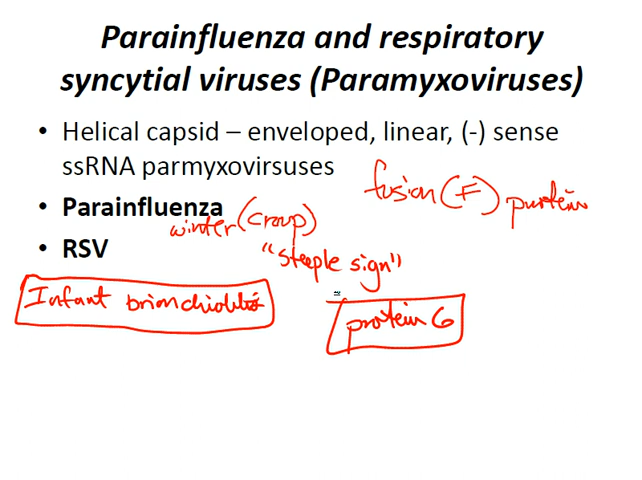 Parainfluenza and respiratory
syncytial viruses (Paramyxoviruses)
• Helical capsid – enveloped, linear, (-) sense
ssRNA parmyxovirsuses
fusion (F) protein
• Parainfluenza
winter (croup)
• RSV
"steeple sign"
Infant bronchiolitis
protein G